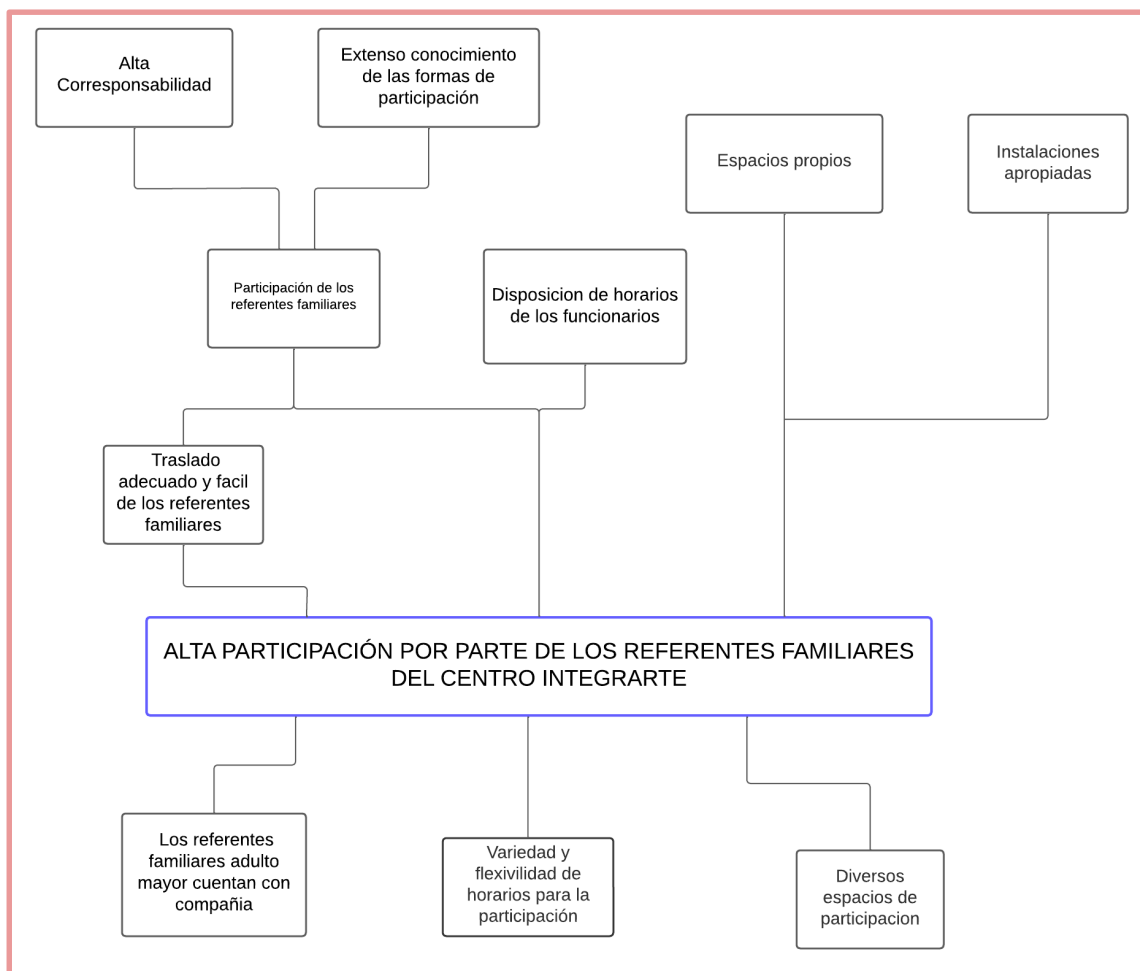 Alta
Corresponsabilidad
Extenso conocimiento
de las formas de
participación
Espacios propios
Instalaciones
apropiadas
Participación de los
referentes familiares
Disposicion de horarios
de los funcionarios
Traslado
adecuado y facil
de los referentes
familiares
ALTA PARTICIPACIÓN POR PARTE DE LOS REFERENTES FAMILIARES
DEL CENTRO INTEGRARTE
Los referentes
familiares adulto
mayor cuentan con
compañia
Variedad y
flexivilidad de
horarios para la
participación
Diversos
espacios de
participacion